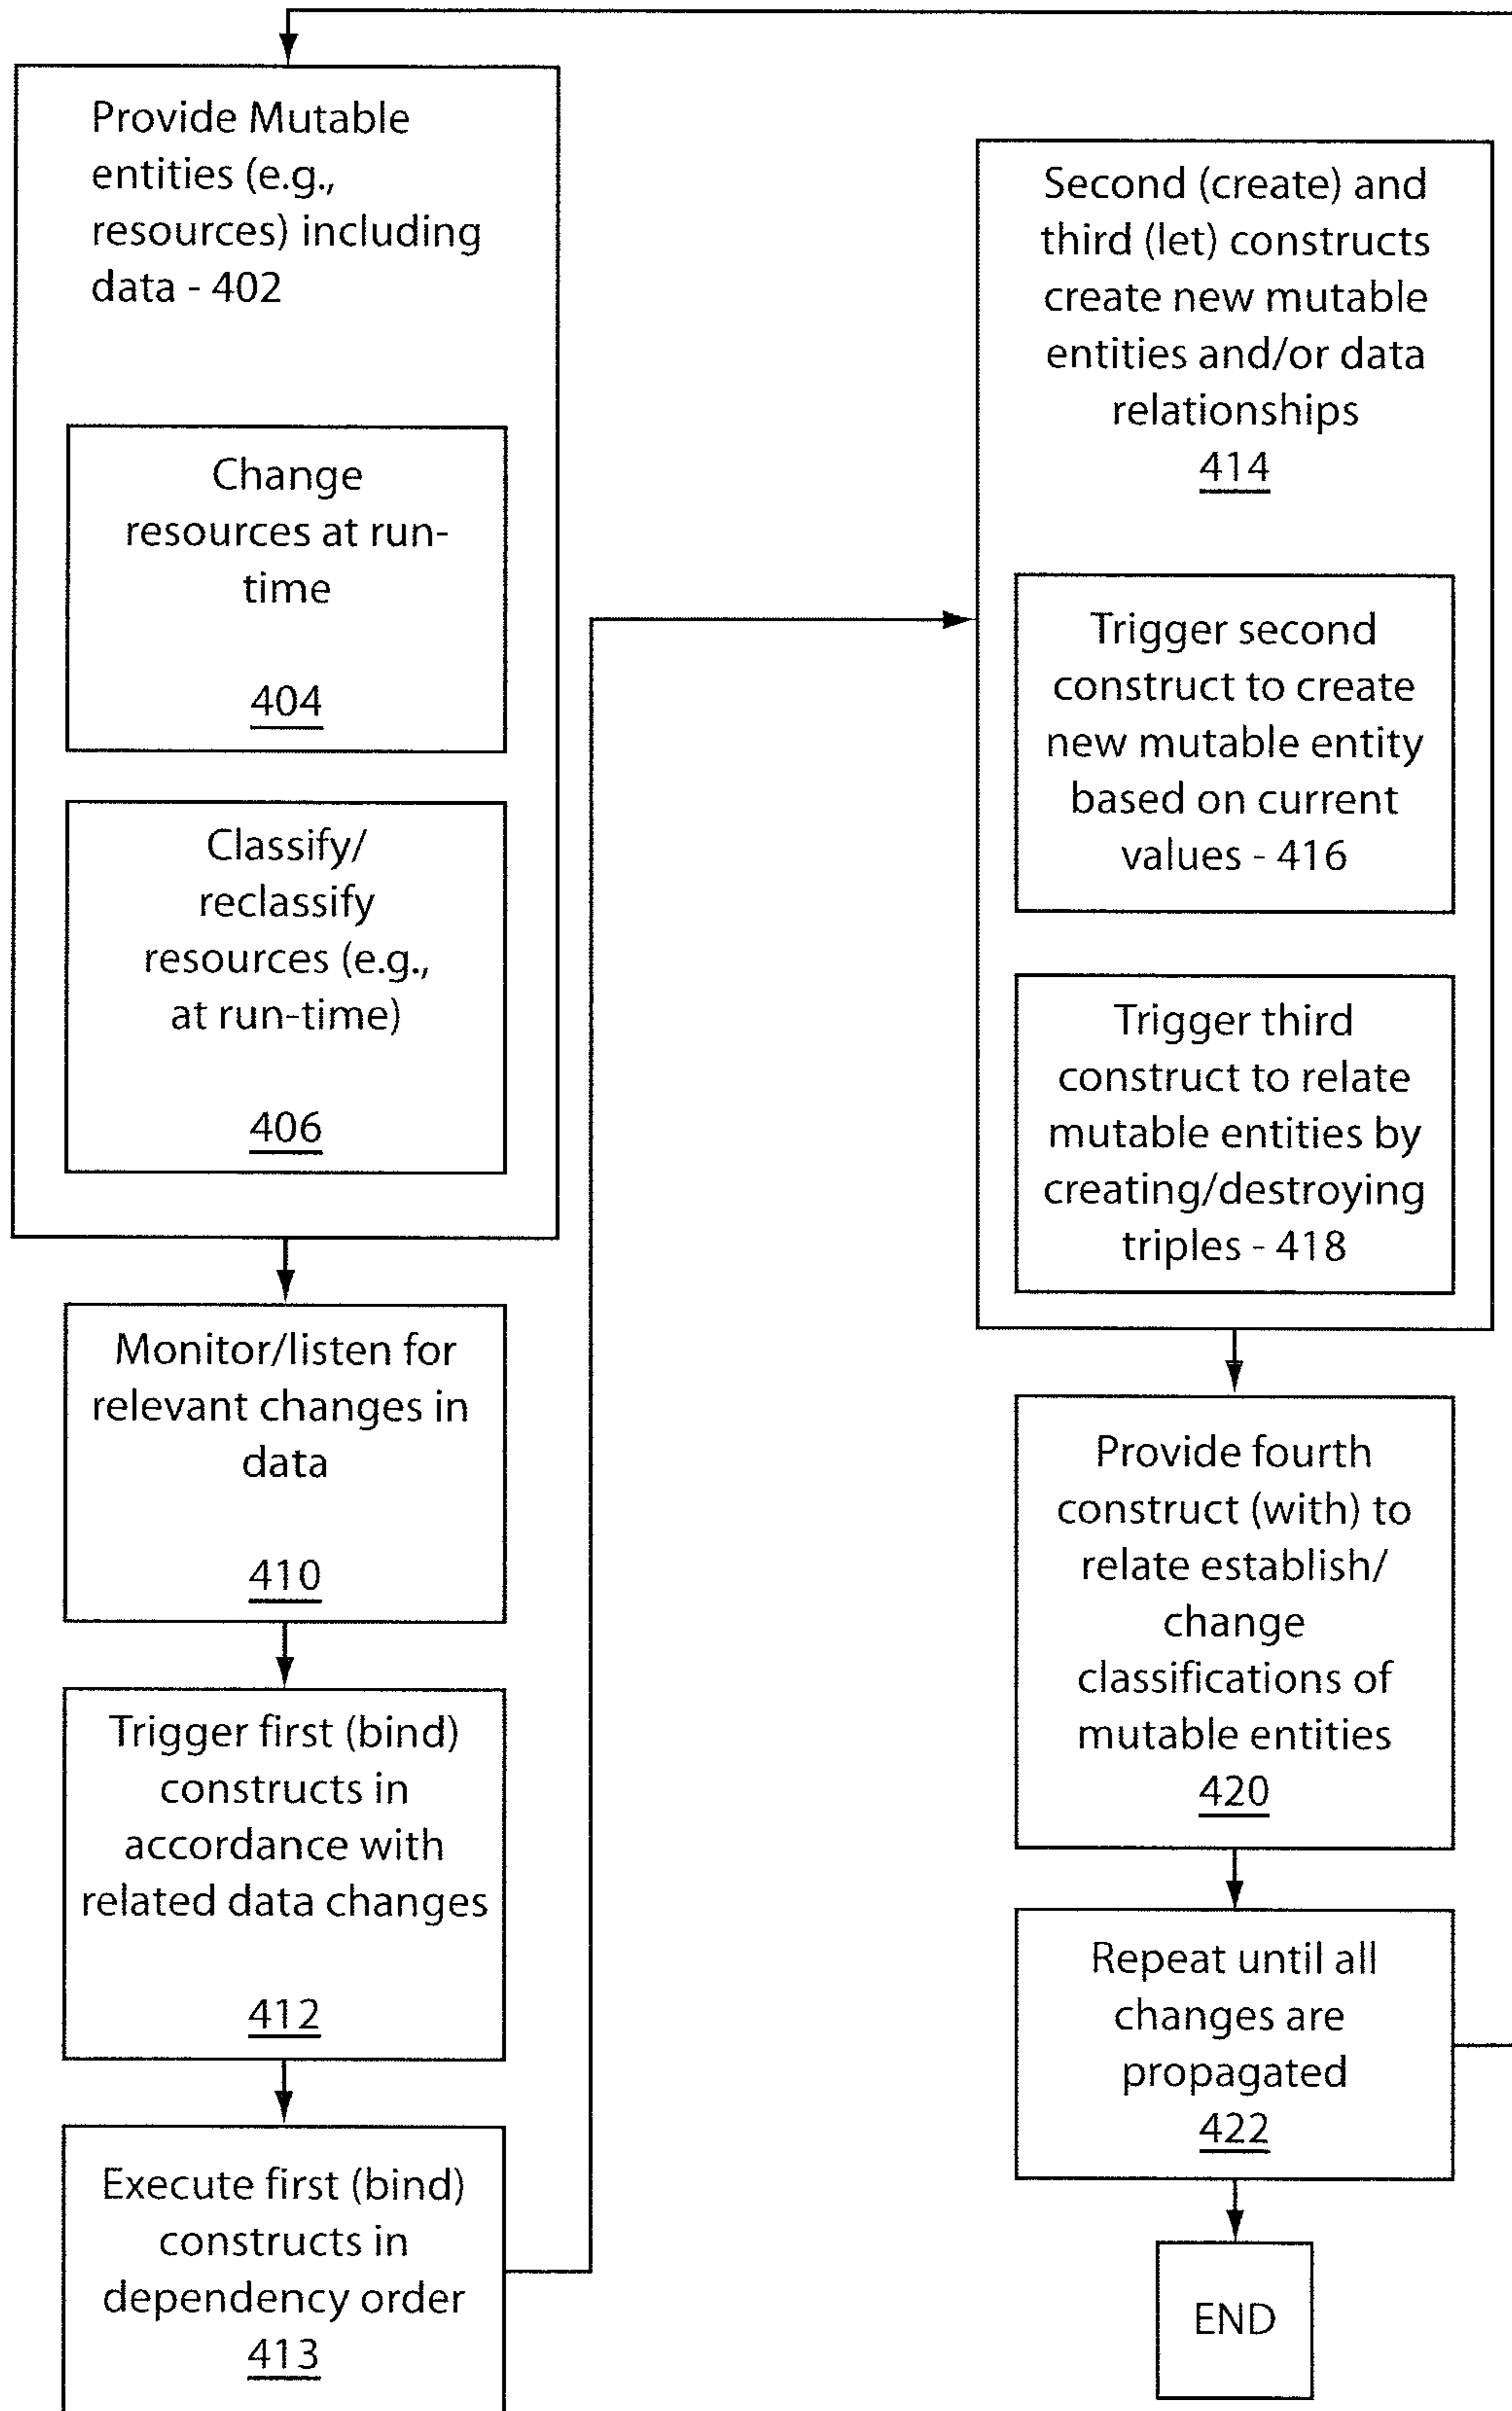 Provide Mutable
entities (e.g.,
resources) including
data - 402
Change
resources at run-
time
404
Classify/
reclassify
resources (e.g.,
at run-time)
406
Monitor/listen for
relevant changes in
data
410
Trigger first (bind)
constructs in
accordance with
related data changes
412
Execute first (bind)
constructs in
dependency order
413
Second (create) and
third (let) constructs
create new mutable
entities and/or data
relationships
414
Trigger second
construct to create
new mutable entity
based on current
values - 416
Trigger third
construct to relate
mutable entities by
creating/destroying
triples - 418
Provide fourth
construct (with) to
relate establish/
change
classifications of
mutable entities
420
Repeat until all
changes are
propagated
422
END